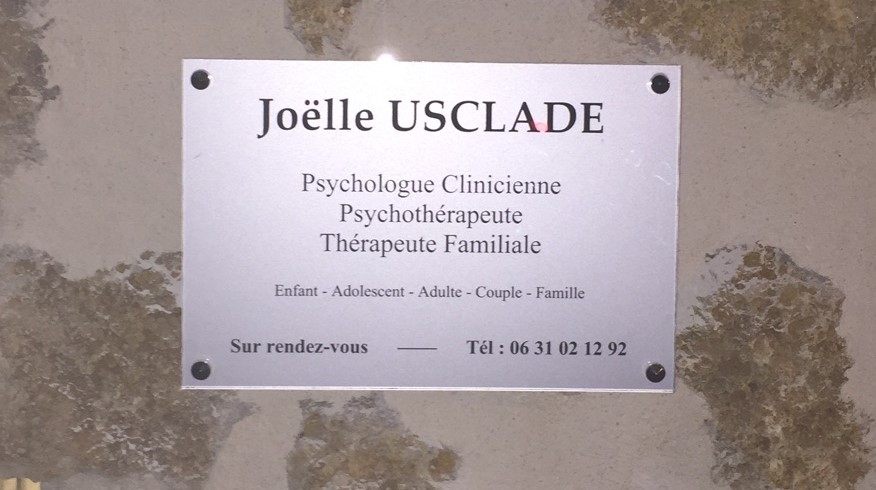 Joëlle USCLADE
Psychologue Clinicienne
Psychothérapeute
Thérapeute Familiale
Enfant - Adolescent - Adulte - Couple - Famille
Sur rendez-vous —— Tél : 06 31 02 12 92